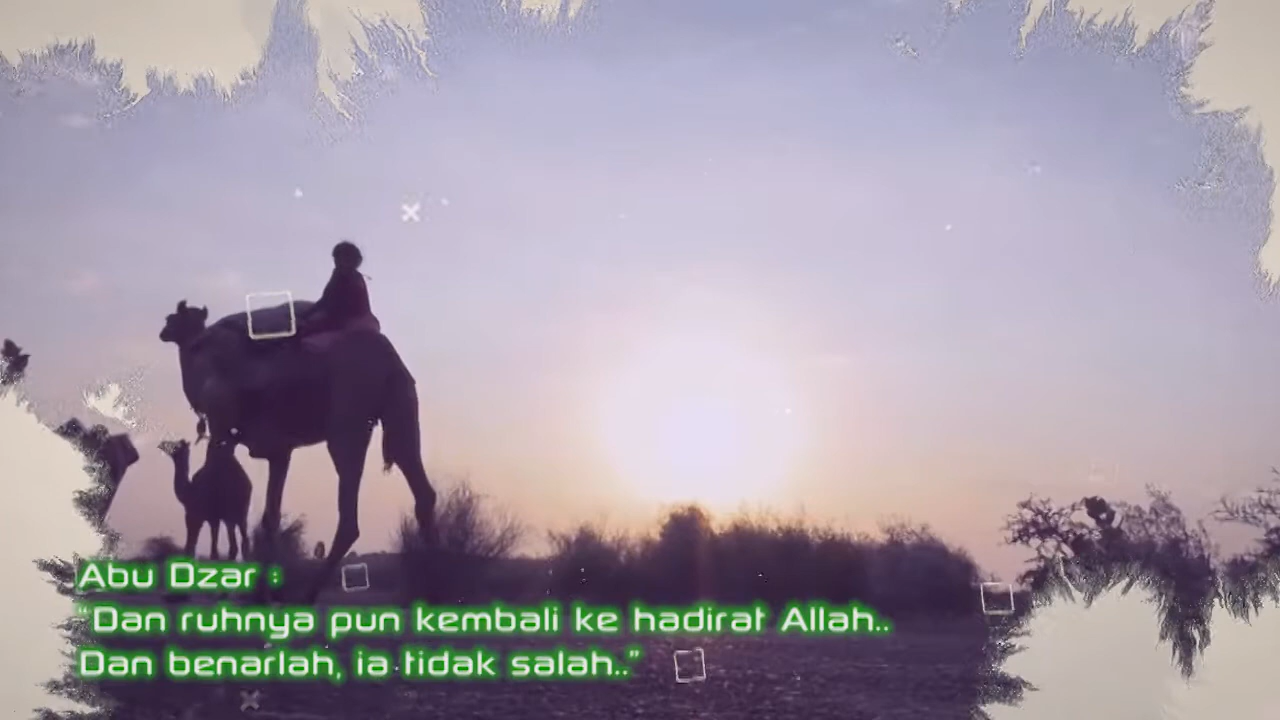 Abu Dzar :
“Dan ruhnya pun kembali ke hadirat Allah..
Dan benarlah, ia tidak salah..”